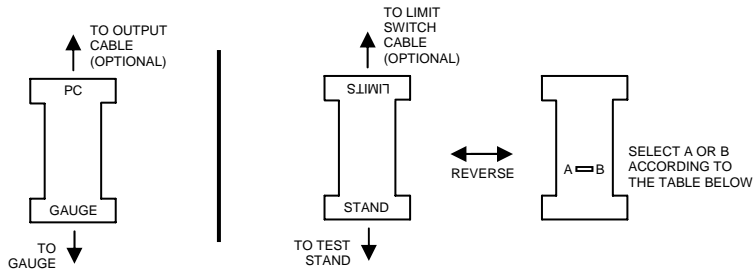 TO OUTPUT
CABLE
(OPTIONAL)
PC
GAUGE
TO
GAUGE
TO LIMIT
SWITCH
CABLE
(OPTIONAL)
LIMITS
STAND
TO TEST
STAND
REVERSE
A B
SELECT A OR B
ACCORDING TO
THE TABLE BELOW